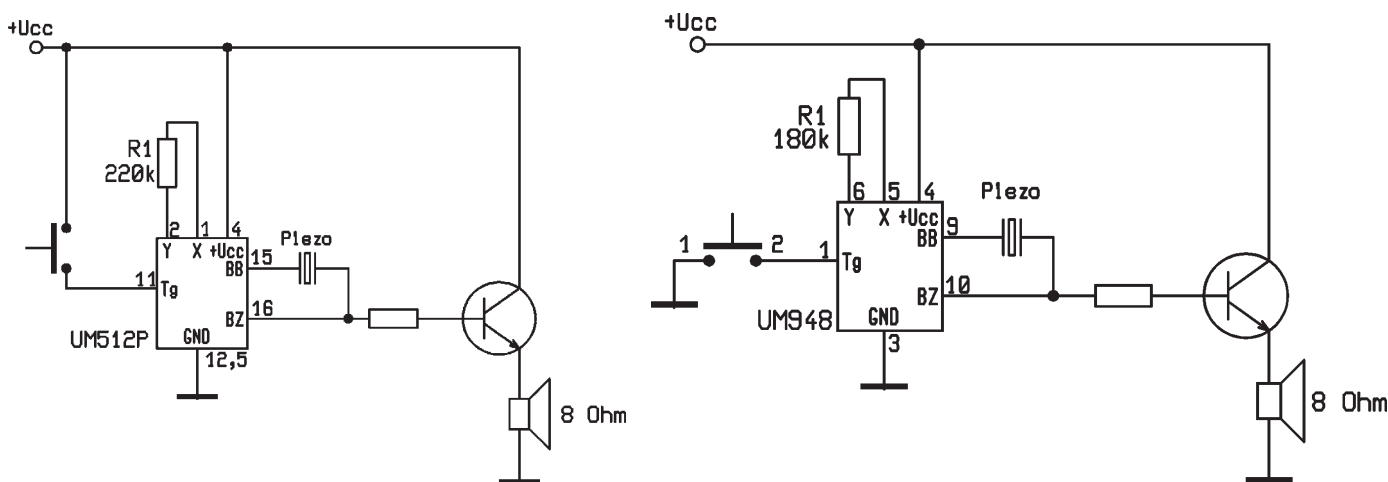 +Ucc
R1
220k
2 1 4
Y X +Ucc
15
Piezo
BB
11 Tg
16
BZ
UM512P
GND
12,5
8 Ohm
+Ucc
R1
180k
6 5 4
Y X +Ucc
9
Piezo
BB
1 2
1 Tg
10
BZ
UM948
GND
3
8 Ohm